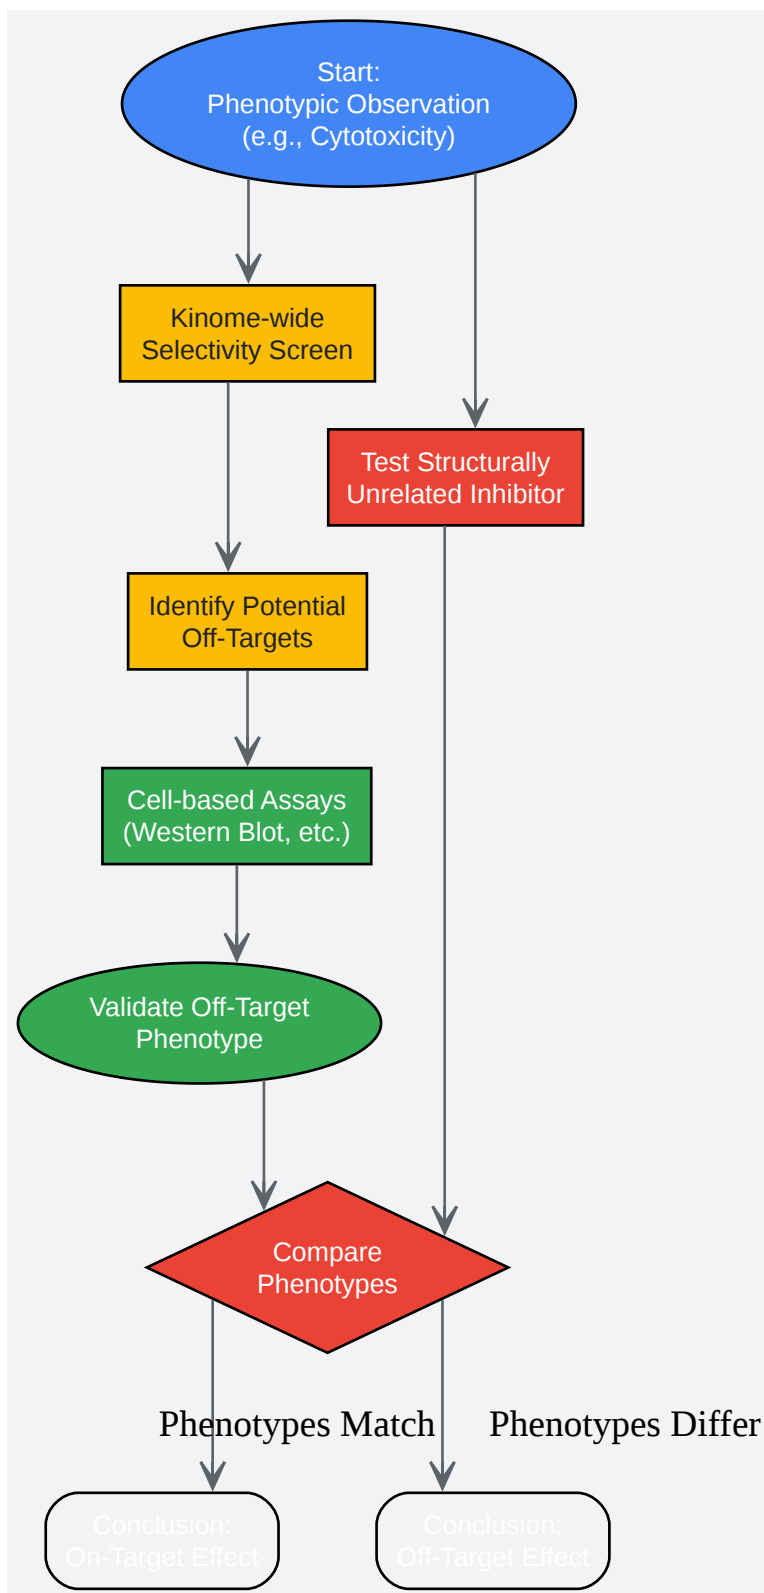 Start:
Phenotypic Observation
(e.g., Cytotoxicity)
Kinome-wide
Selectivity Screen
Test Structurally
Unrelated Inhibitor
Identify Potential
Off-Targets
Cell-based Assays
(Western Blot, etc.)
Validate Off-Target
Phenotype
Compare
Phenotypes
Phenotypes Match
Phenotypes Differ
Conclusion:
On-Target Effect
Conclusion:
Off-Target Effect